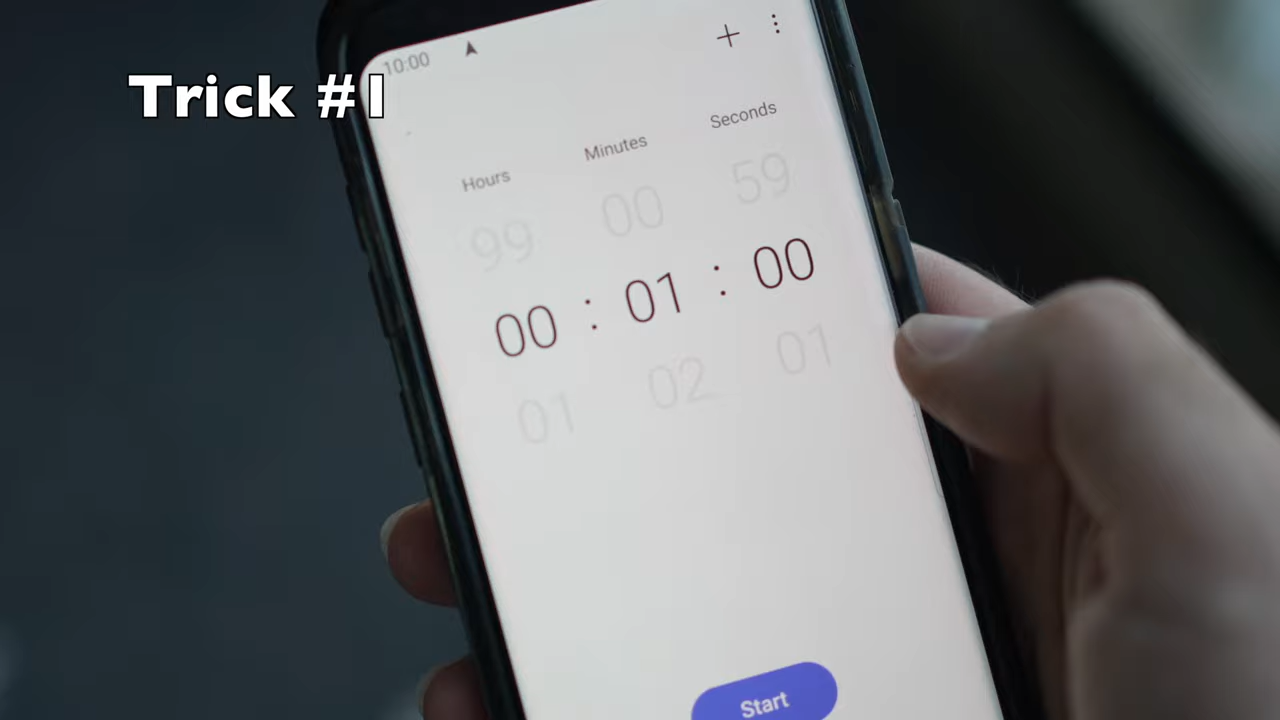 Trick #1
10:00
Hours Minutes Seconds
99 00 59
00 : 01 : 00
01 02 01
Start